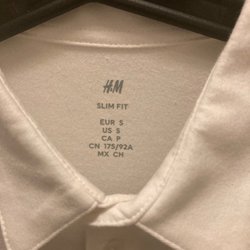 H&M
SLIM FIT
EUR S
US S
CA P
CN 175/92A
MX CH